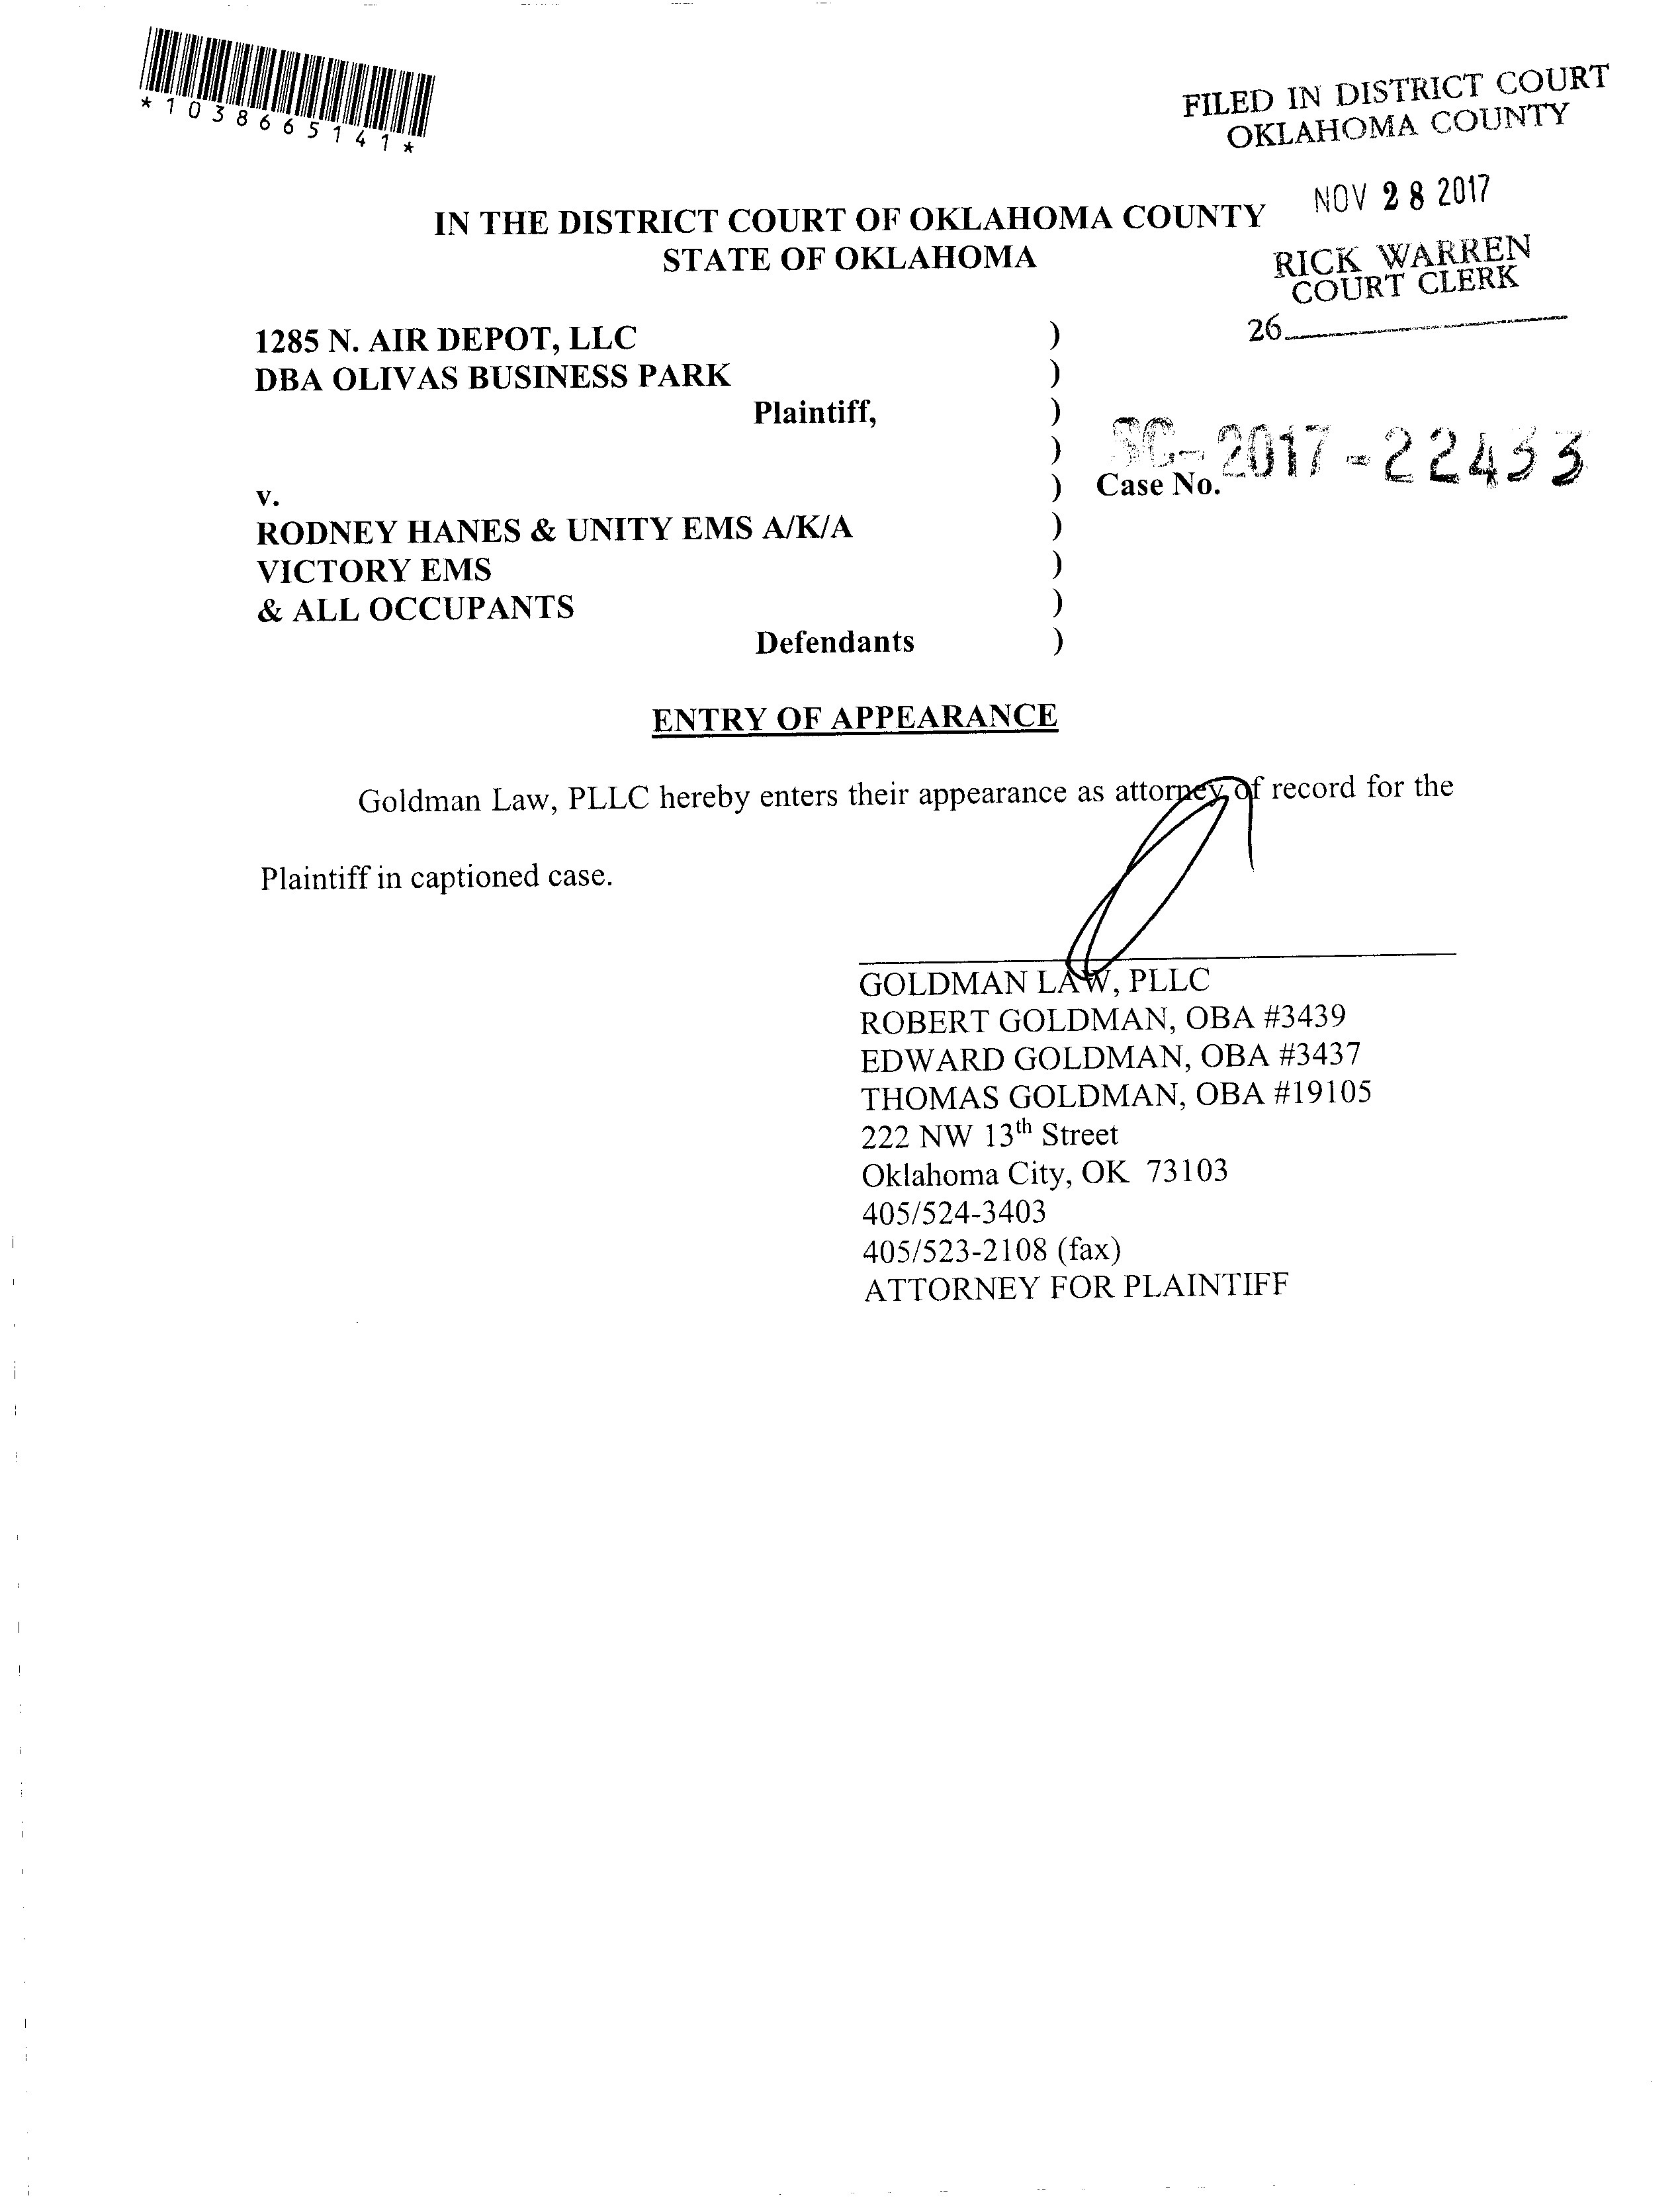 *1038665141*
FILED IN DISTRICT COURT
OKLAHOMA COUNTY
NOV 28 2017
RICK WARREN
COURT CLERK
26
IN THE DISTRICT COURT OF OKLAHOMA COUNTY
STATE OF OKLAHOMA
1285 N. AIR DEPOT, LLC )
DBA OLIVAS BUSINESS PARK )
Plaintiff, )
)
SC-2017-22433
v. ) Case No.
RODNEY HANES & UNITY EMS A/K/A )
VICTORY EMS )
& ALL OCCUPANTS )
Defendants )
ENTRY OF APPEARANCE
Goldman Law, PLLC hereby enters their appearance as attorney of record for the
Plaintiff in captioned case.
GOLDMAN LAW, PLLC
ROBERT GOLDMAN, OBA #3439
EDWARD GOLDMAN, OBA #3437
THOMAS GOLDMAN, OBA #19105
222 NW 13th Street
Oklahoma City, OK 73103
405/524-3403
405/523-2108 (fax)
ATTORNEY FOR PLAINTIFF